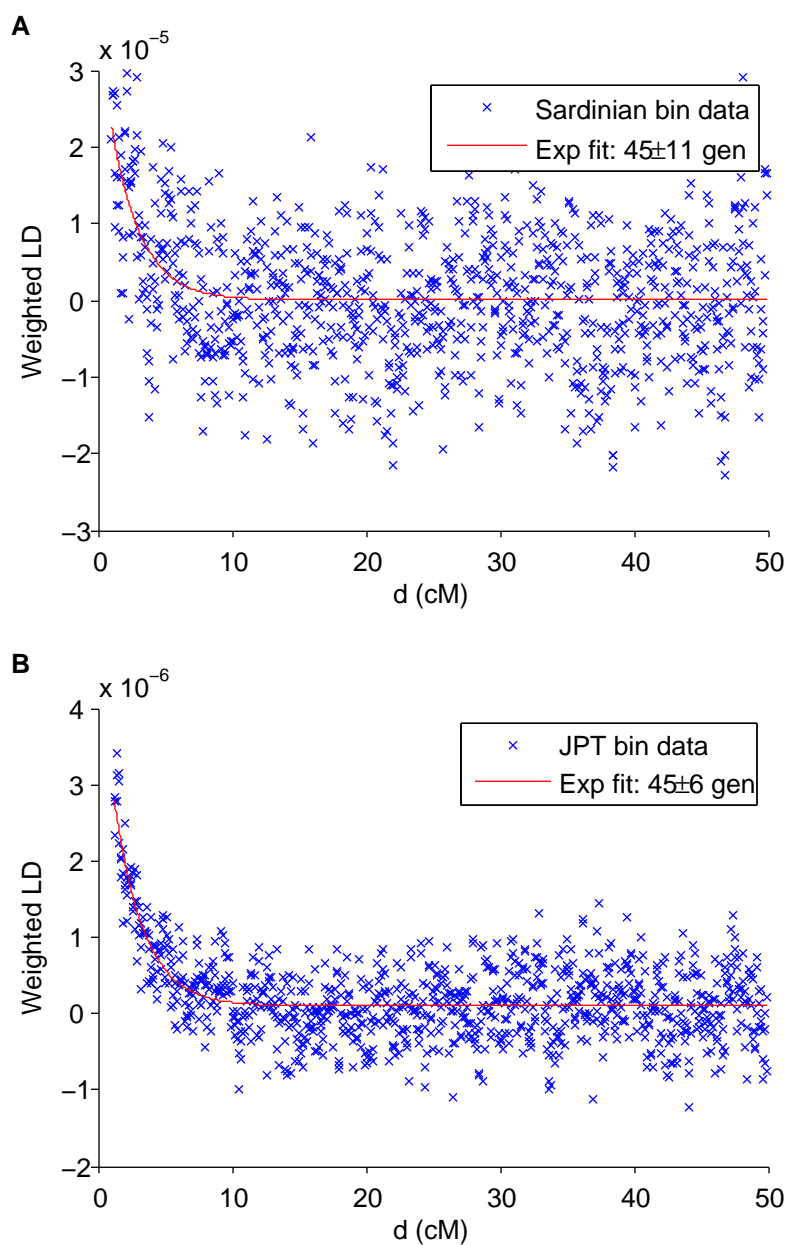 A
x 10⁻⁵
3
2
1
0
−1
−2
−3
Weighted LD
× Sardinian bin data
Exp fit: 45±11 gen
0 10 20 30 40 50
d (cM)
B
x 10⁻⁶
4
3
2
1
0
−1
−2
Weighted LD
× JPT bin data
Exp fit: 45±6 gen
0 10 20 30 40 50
d (cM)